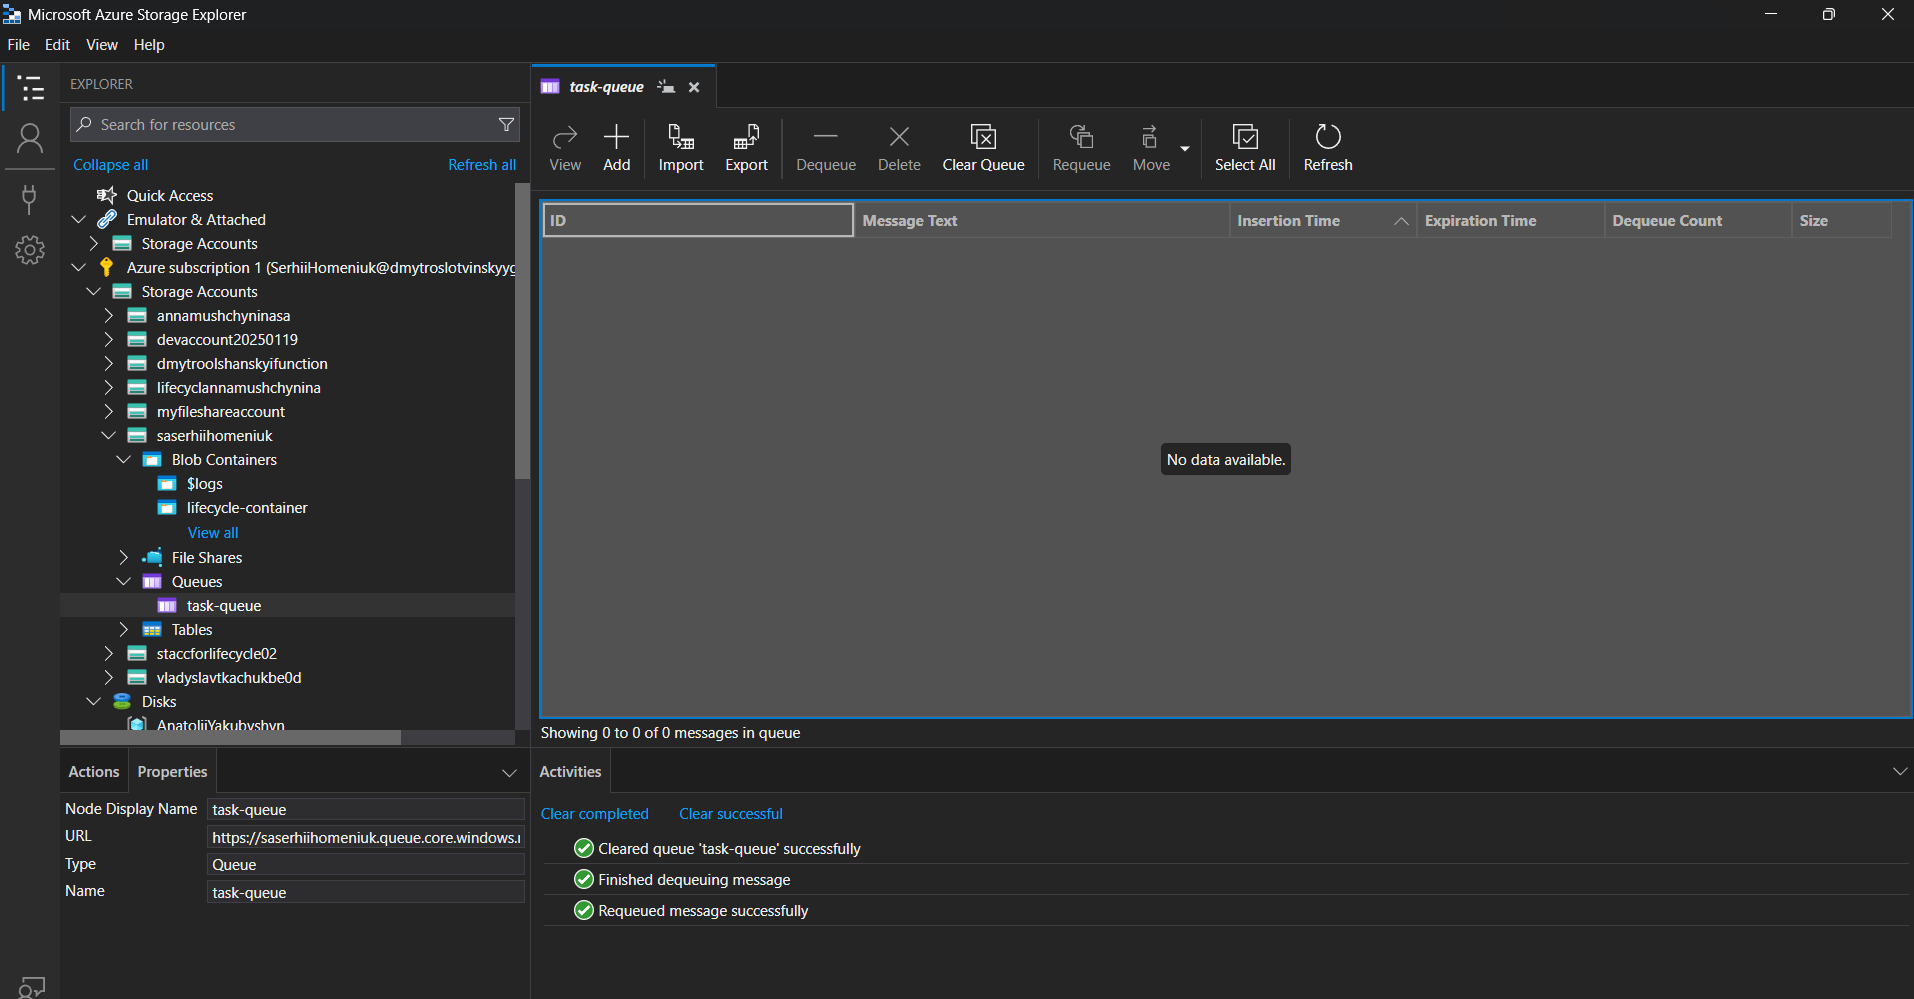 Microsoft Azure Storage Explorer
File Edit View Help
EXPLORER
Search for resources
Collapse all Refresh all
Quick Access
Emulator & Attached
Storage Accounts
Azure subscription 1 (SerhiiHomeniuk@dmytroslotvinskyyg
Storage Accounts
annamushchyninasa
devaccount20250119
dmytroolshanskyifunction
lifecyclannamushchynina
myfileshareaccount
saserhiihomeniuk
Blob Containers
$logs
lifecycle-container
View all
File Shares
Queues
task-queue
Tables
staccforlifecycle02
vladyslavtkachukbe0d
Disks
AnatoliiYakubyshyn
Actions Properties
Node Display Name task-queue
URL https://saserhiihomeniuk.queue.core.windows.
Type Queue
Name task-queue
task-queue
View Add Import Export Dequeue Delete Clear Queue Requeue Move Select All Refresh
ID Message Text Insertion Time Expiration Time Dequeue Count Size
No data available.
Showing 0 to 0 of 0 messages in queue
Activities
Clear completed Clear successful
Cleared queue 'task-queue' successfully
Finished dequeuing message
Requeued message successfully